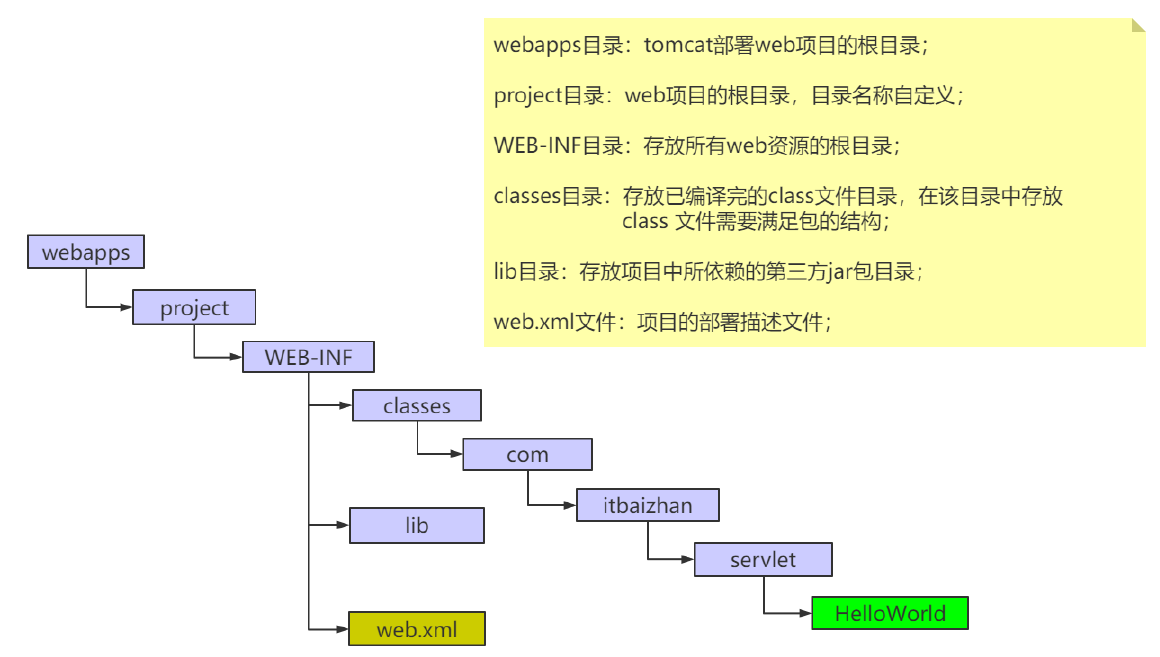 webapps目录：tomcat部署web项目的根目录；
project目录：web项目的根目录，目录名称自定义；
WEB-INF目录：存放所有web资源的根目录；
classes目录：存放已编译完的class文件目录，在该目录中存放
class 文件需要满足包的结构；
lib目录：存放项目中所依赖的第三方jar包目录；
web.xml文件：项目的部署描述文件；
webapps
project
WEB-INF
classes
com
itbaizhan
lib
servlet
HelloWorld
web.xml